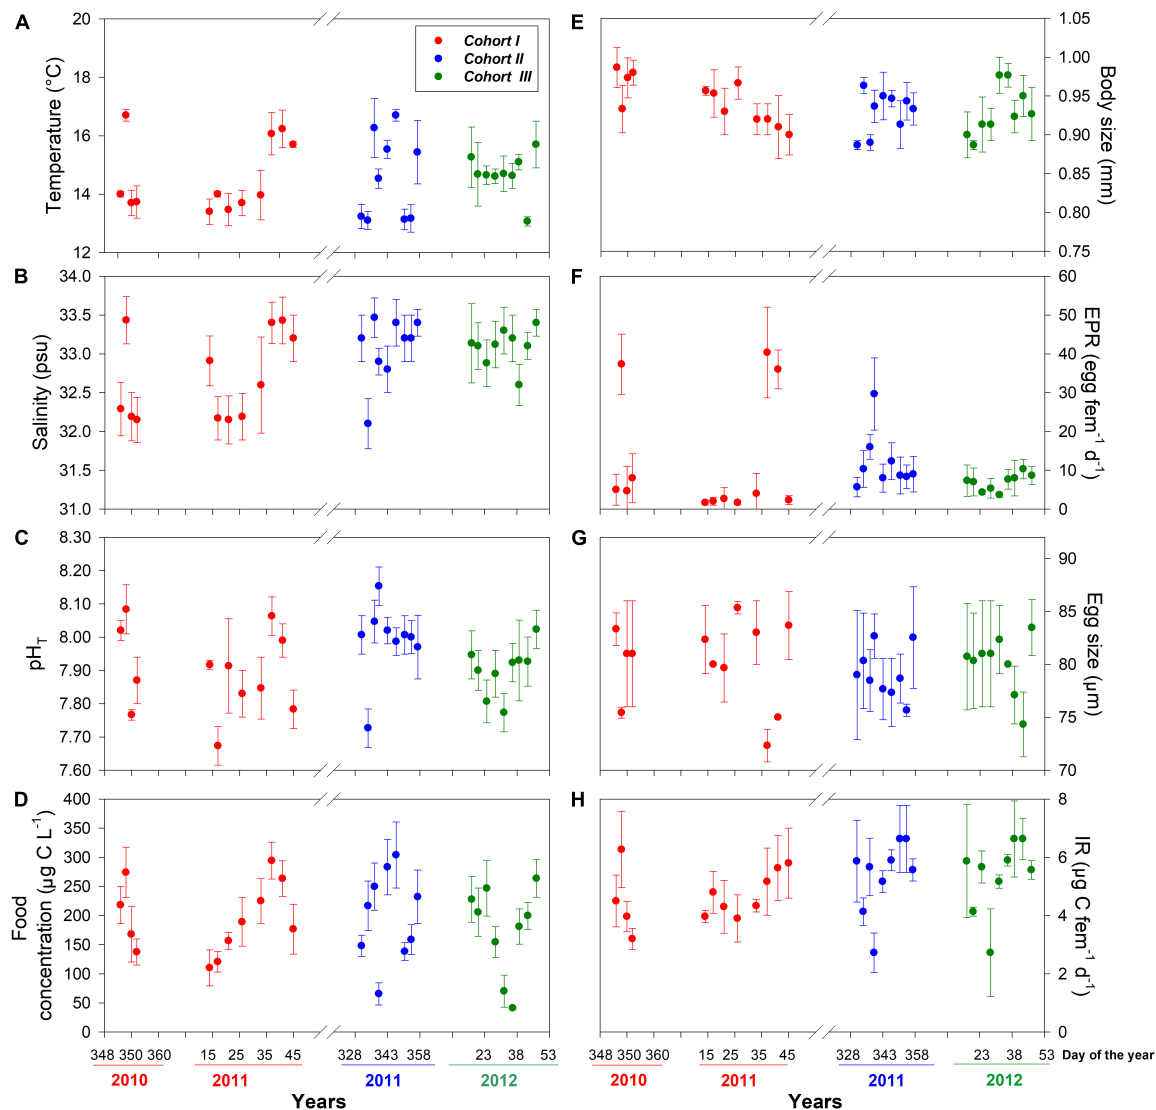 A
20
18
16
14
12
Temperature (°C)
Cohort I
Cohort II
Cohort III
B
34.0
33.5
33.0
32.5
32.0
31.5
31.0
Salinity (psu)
C
8.30
8.20
8.10
8.00
7.90
7.80
7.70
7.60
pHT
D
400
350
300
250
200
150
100
50
0
Food
concentration (µg C L-1)
348 350 360 15 25 35 45 328 343 358 23 38 53
2010 2011 2011 2012
Years
E
1.05
1.00
0.95
0.90
0.85
0.80
0.75
Body size (mm)
F
60
50
40
30
20
10
0
EPR (egg fem-1 d-1)
G
90
85
80
75
70
Egg size (µm)
H
8
6
4
2
0
IR (µg C fem-1 d-1)
348 350 360 15 25 35 45 328 343 358 23 38 53 Day of the year
2010 2011 2011 2012
Years